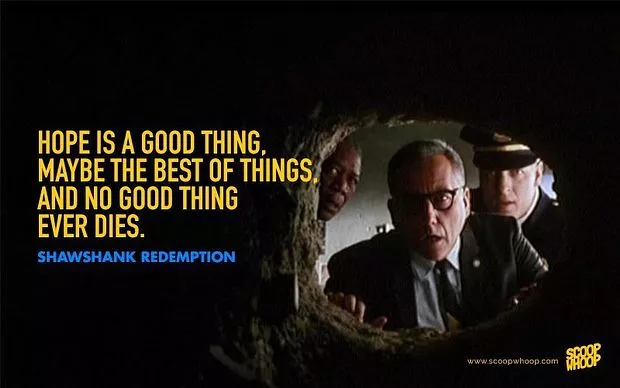 HOPE IS A GOOD THING,
MAYBE THE BEST OF THINGS,
AND NO GOOD THING
EVER DIES.
SHAWSHANK REDEMPTION
www.scoopwhoop.com
SCOOP
WHOOP